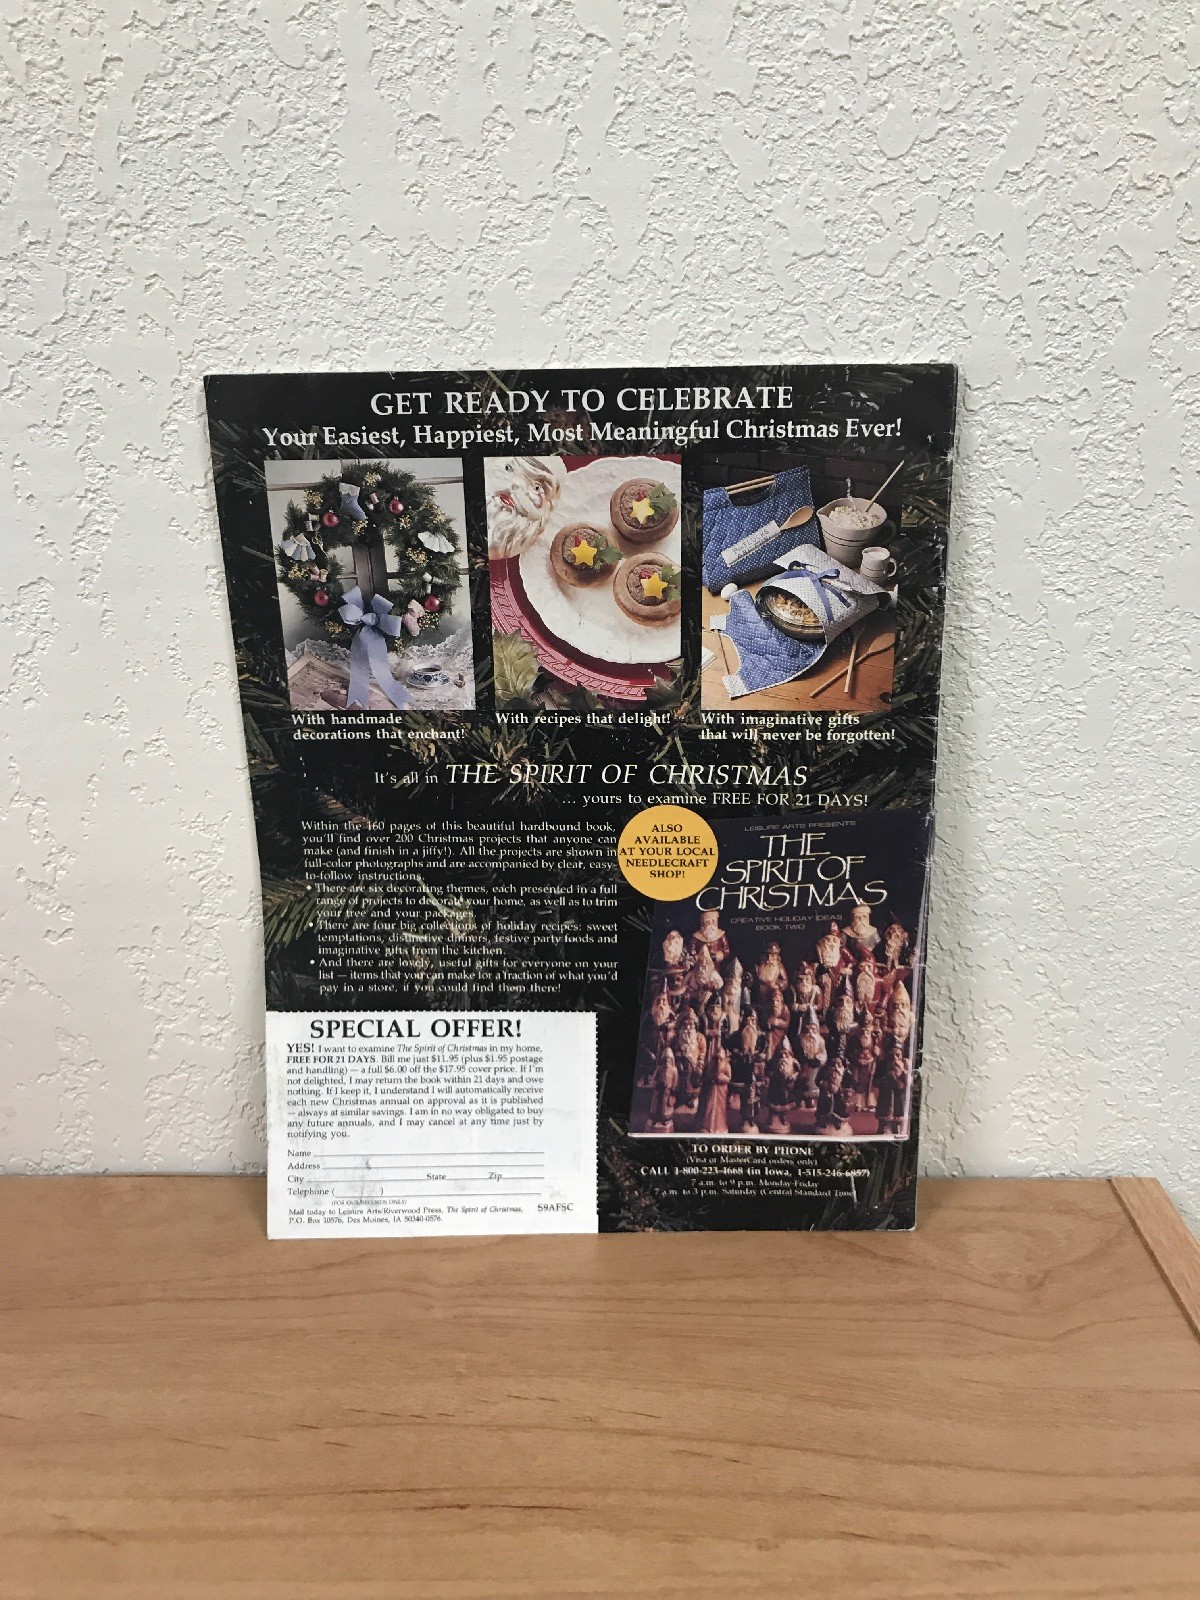 GET READY TO CELEBRATE
Your Easiest, Happiest, Most Meaningful Christmas Ever!
With handmade
decorations that enchant!
With recipes that delight!
With imaginative gifts
that will never be forgotten!
It's all in THE SPIRIT OF CHRISTMAS
... yours to examine FREE FOR 21 DAYS!
Within the 160 pages of this beautiful hardbound book,
you'll find over 200 Christmas projects that anyone can
make (and finish in a jiffy!). All the projects are shown in
full-color photographs and are accompanied by clear, easy-
to-follow instructions.
• There are six decorating themes, each presented in a full
range of projects to decorate your home, as well as to trim
your tree and your packages.
• There are four big collections of holiday recipes: sweet
temptations, distinctive dinners, festive party foods and
imaginative gifts from the kitchen.
• And there are lovely, useful gifts for everyone on your
list — items that you can make for a fraction of what you'd
pay in a store, if you could find them there!
ALSO
AVAILABLE
AT YOUR LOCAL
NEEDLECRAFT
SHOP!
LEISURE ARTS PRESENTS
THE
SPIRIT OF
CHRISTMAS
CREATIVE HOLIDAY IDEAS
BOOK TWO
SPECIAL OFFER!
YES! I want to examine The Spirit of Christmas in my home,
FREE FOR 21 DAYS. Bill me just $11.95 (plus $1.95 postage
and handling) — a full $6.00 off the $17.95 cover price. If I'm
not delighted, I may return the book within 21 days and owe
nothing. If I keep it, I understand I will automatically receive
each new Christmas annual on approval as it is published
— always at similar savings. I am in no way obligated to buy
any future annuals, and I may cancel at any time just by
notifying you.
Name
Address
City State Zip
Telephone ( )
(FOR OUR RECORDS ONLY)
Mail today to Leisure Arts/Riverwood Press, The Spirit of Christmas, S9AFSC
P.O. Box 10576, Des Moines, IA 50340-0576.
TO ORDER BY PHONE
(Visa or MasterCard orders only)
CALL 1-800-223-4668 (in Iowa, 1-515-246-6857)
7 a.m. to 9 p.m. Monday-Friday
7 a.m. to 3 p.m. Saturday (Central Standard Time)